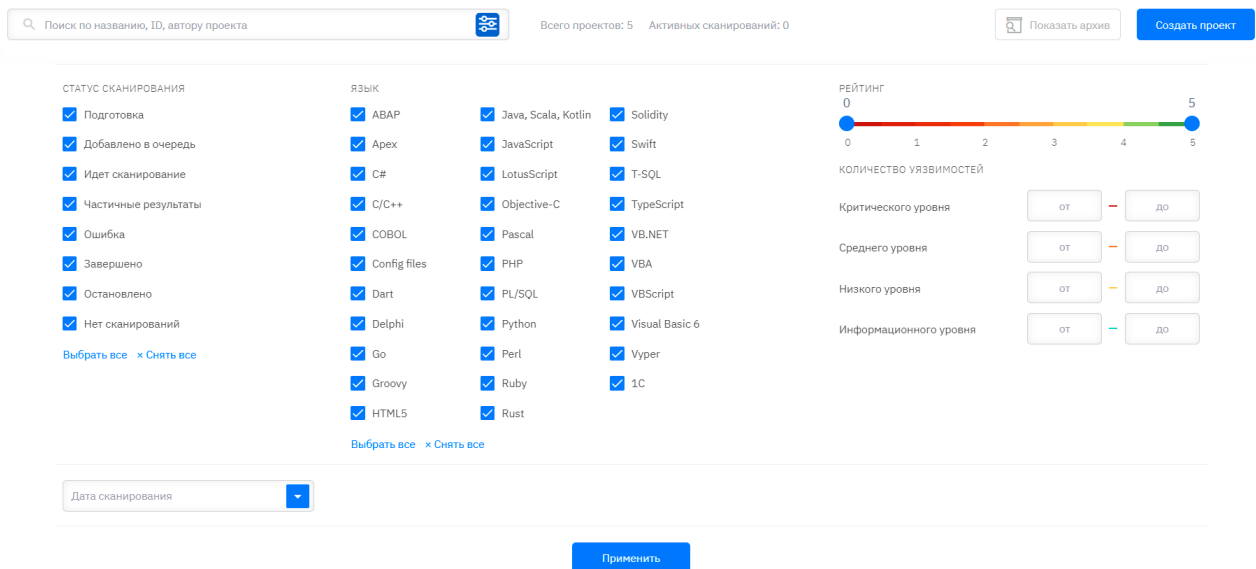 Поиск по названию, ID, автору проекта
Всего проектов: 5 Активных сканирований: 0
Показать архив
Создать проект
СТАТУС СКАНИРОВАНИЯ
Подготовка
Добавлено в очередь
Идет сканирование
Частичные результаты
Ошибка
Завершено
Остановлено
Нет сканирований
Выбрать все × Снять все
ЯЗЫК
ABAP
Apex
C#
C/C++
COBOL
Config files
Dart
Delphi
Go
Groovy
HTML5
Java, Scala, Kotlin
JavaScript
LotusScript
Objective-C
Pascal
PHP
PL/SQL
Python
Perl
Ruby
Rust
Solidity
Swift
T-SQL
TypeScript
VB.NET
VBA
VBScript
Visual Basic 6
Vyper
1C
Выбрать все × Снять все
РЕЙТИНГ
0 5
0 1 2 3 4 5
КОЛИЧЕСТВО УЯЗВИМОСТЕЙ
Критического уровня от – до
Среднего уровня от – до
Низкого уровня от – до
Информационного уровня от – до
Дата сканирования
Применить